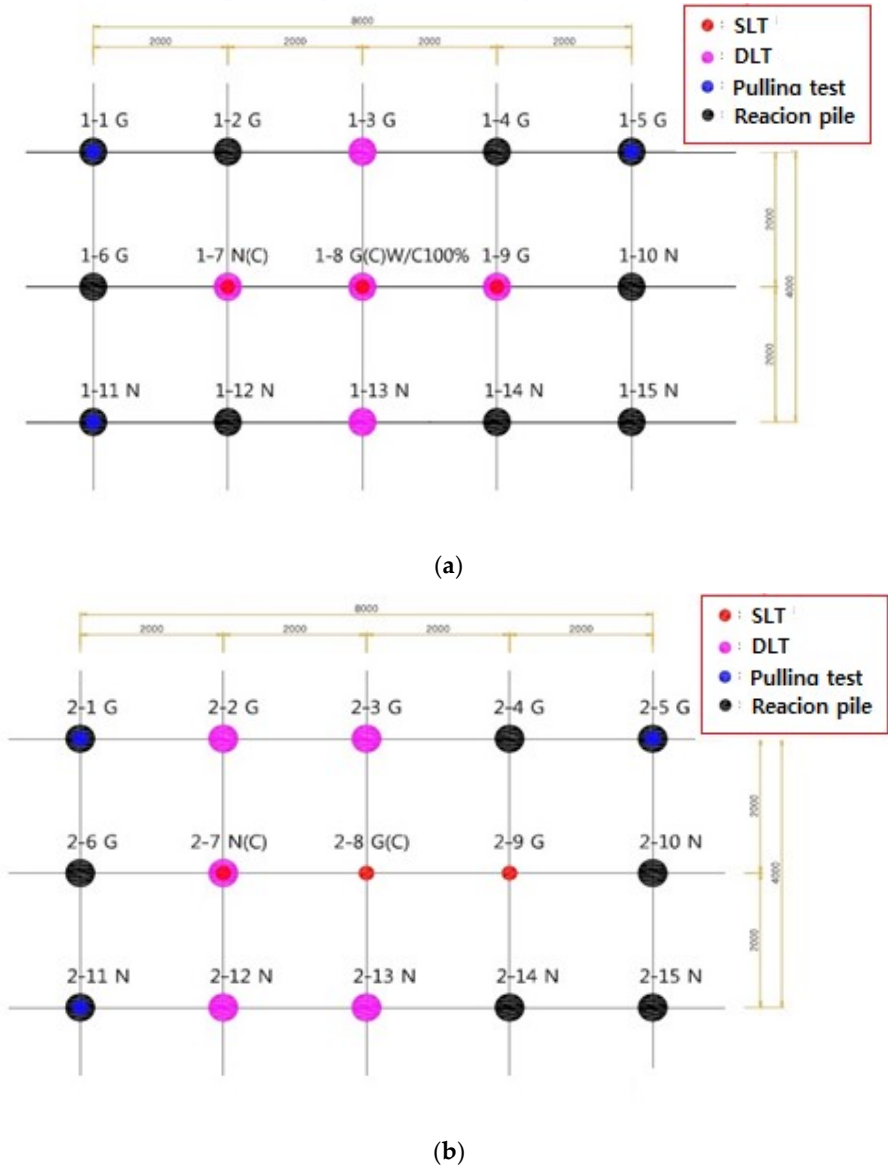 8000
2000 2000 2000 2000
: SLT
: DLT
: Pullina test
: Reacion pile
1-1 G 1-2 G 1-3 G 1-4 G 1-5 G
2000
1-6 G 1-7 N(C) 1-8 G(C)W/C100% 1-9 G 1-10 N
4000
2000
1-11 N 1-12 N 1-13 N 1-14 N 1-15 N
(a)
8000
2000 2000 2000 2000
: SLT
: DLT
: Pullina test
: Reacion pile
2-1 G 2-2 G 2-3 G 2-4 G 2-5 G
2000
2-6 G 2-7 N(C) 2-8 G(C) 2-9 G 2-10 N
4000
2000
2-11 N 2-12 N 2-13 N 2-14 N 2-15 N
(b)